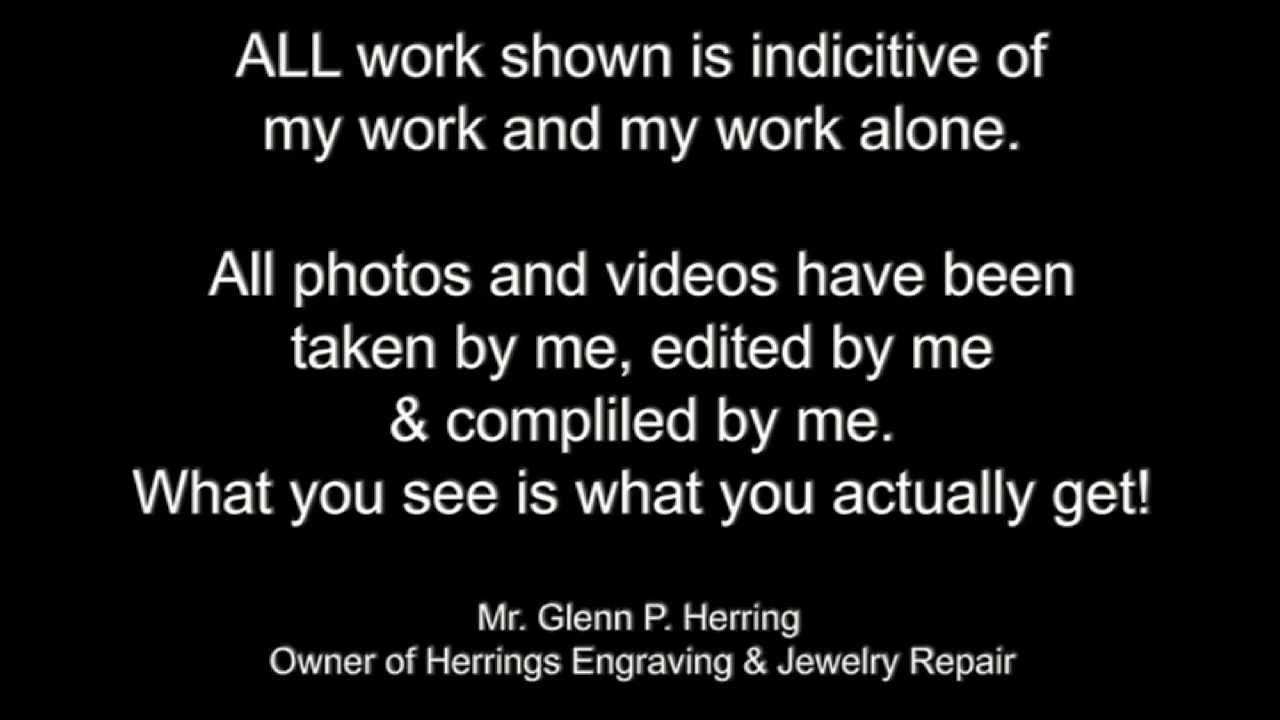 ALL work shown is indicitive of
my work and my work alone.
All photos and videos have been
taken by me, edited by me
& compliled by me.
What you see is what you actually get!
Mr. Glenn P. Herring
Owner of Herrings Engraving & Jewelry Repair